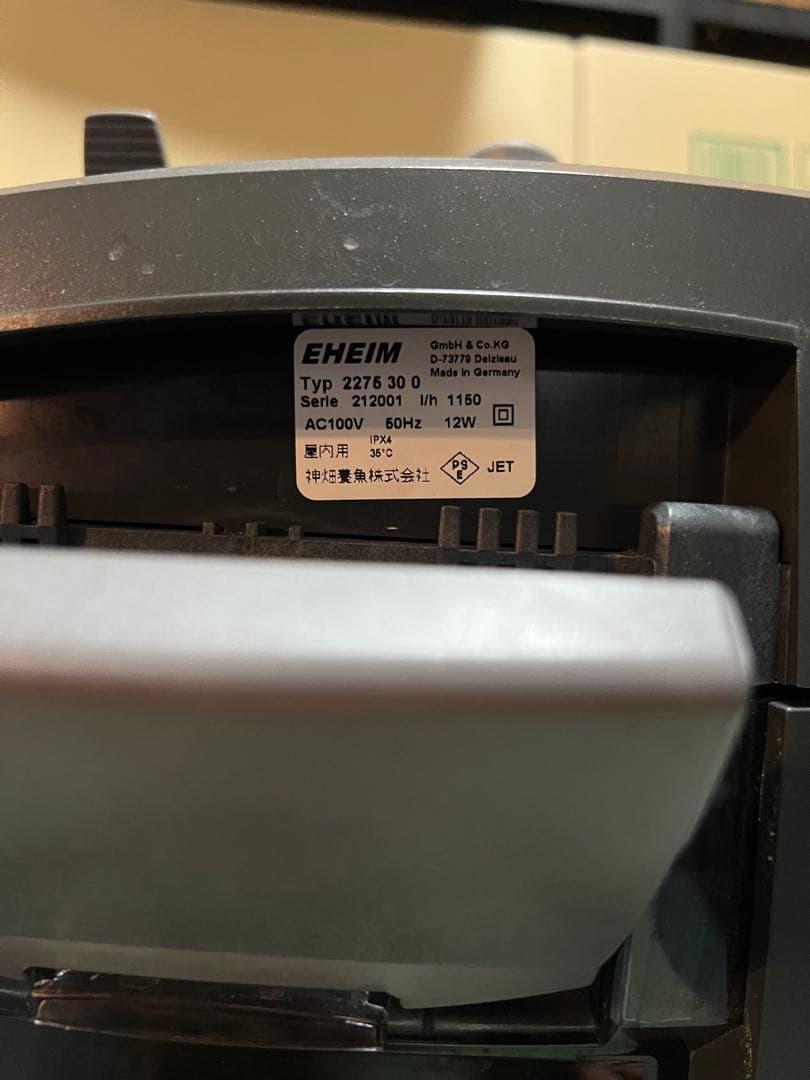 EHEIM
GmbH & Co.KG
D-73779 Deizisau
Made in Germany
Typ 2275 30 0
Serie 212001 l/h 1150
AC100V 50Hz 12W
屋内用 IPX4 35°C
神畑養魚株式会社 PSE JET